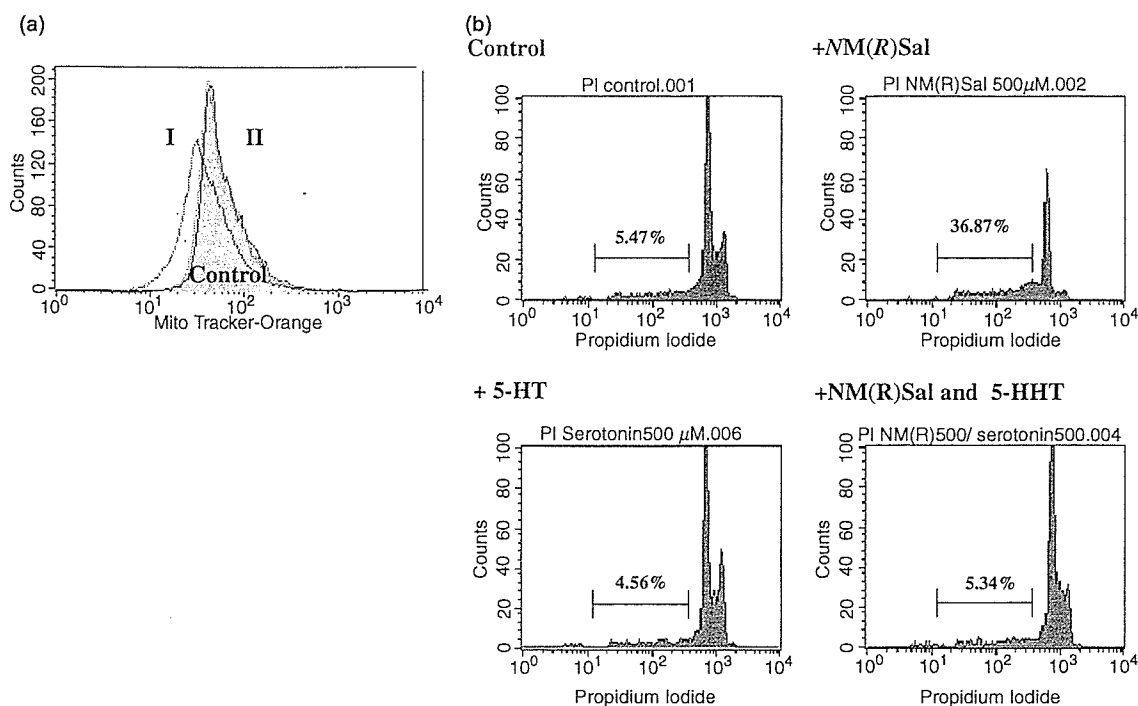 (a)
200
160
120
80
40
0
Counts
I
II
Control
10^0
10^1
10^2
10^3
10^4
Mito Tracker-Orange
(b)
Control
PI control.001
100
80
60
40
20
0
Counts
5.47%
10^0
10^1
10^2
10^3
10^4
Propidium Iodide
+NM(R)Sal
PI NM(R)Sal 500μM.002
100
80
60
40
20
0
Counts
36.87%
10^0
10^1
10^2
10^3
10^4
Propidium Iodide
+ 5-HT
PI Serotonin500 μM.006
100
80
60
40
20
0
Counts
4.56%
10^0
10^1
10^2
10^3
10^4
Propidium Iodide
+NM(R)Sal and 5-HHT
PI NM(R)500/ serotonin500.004
100
80
60
40
20
0
Counts
5.34%
10^0
10^1
10^2
10^3
10^4
Propidium Iodide